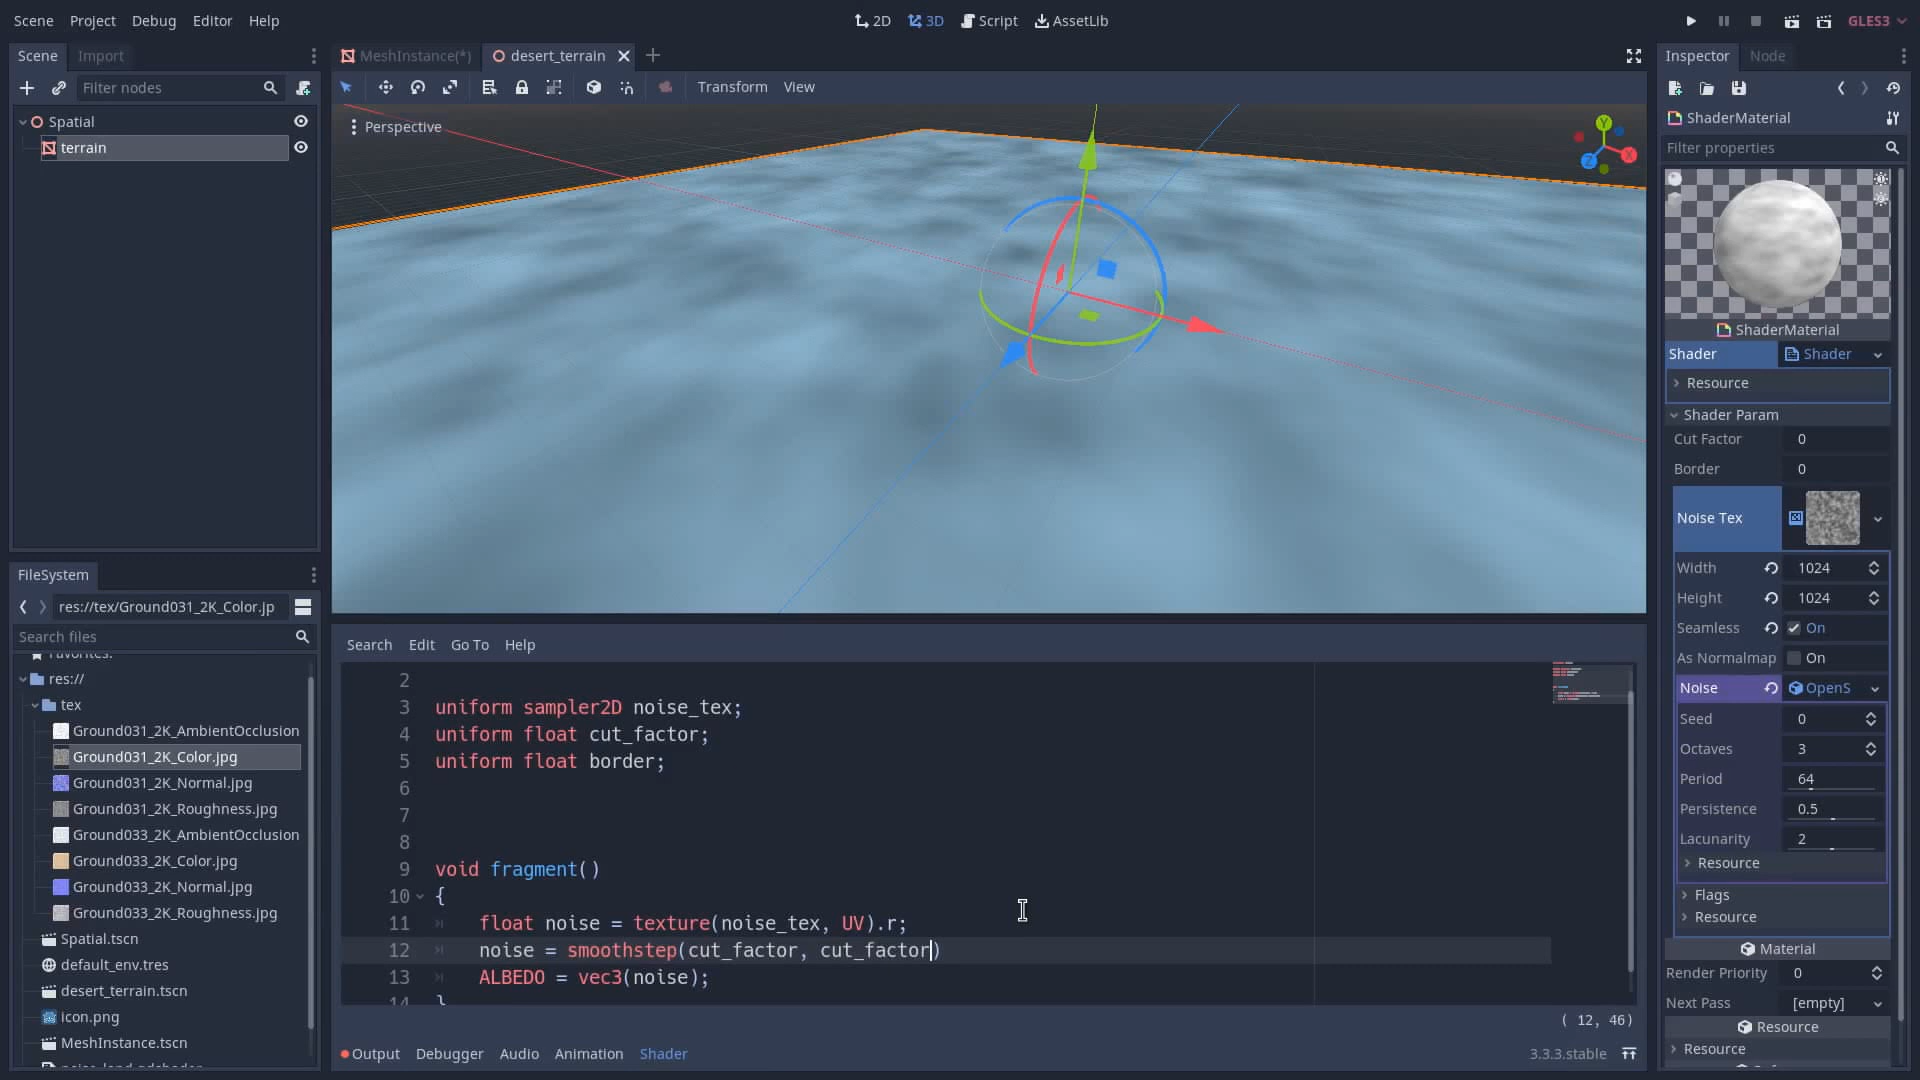 Scene Project Debug Editor Help
2D 3D Script AssetLib
GLES3
Scene Import
Filter nodes
Spatial
terrain
MeshInstance(*) desert_terrain
Transform View
Perspective
Y
X
Z
FileSystem
res://tex/Ground031_2K_Color.jp
Search files
Favorites:
res://
tex
Ground031_2K_AmbientOcclusion
Ground031_2K_Color.jpg
Ground031_2K_Normal.jpg
Ground031_2K_Roughness.jpg
Ground033_2K_AmbientOcclusion
Ground033_2K_Color.jpg
Ground033_2K_Normal.jpg
Ground033_2K_Roughness.jpg
Spatial.tscn
default_env.tres
desert_terrain.tscn
icon.png
MeshInstance.tscn
Search Edit Go To Help
2
3 uniform sampler2D noise_tex;
4 uniform float cut_factor;
5 uniform float border;
6
7
8
9 void fragment()
10 {
11 float noise = texture(noise_tex, UV).r;
12 noise = smoothstep(cut_factor, cut_factor)
13 ALBEDO = vec3(noise);
14 }
( 12, 46)
Output Debugger Audio Animation Shader 3.3.3.stable
Inspector Node
ShaderMaterial
Filter properties
ShaderMaterial
Shader Shader
Resource
Shader Param
Cut Factor 0
Border 0
Noise Tex
Width 1024
Height 1024
Seamless On
As Normalmap On
Noise OpenS
Seed 0
Octaves 3
Period 64
Persistence 0.5
Lacunarity 2
Resource
Flags
Resource
Material
Render Priority 0
Next Pass [empty]
Resource
Resource